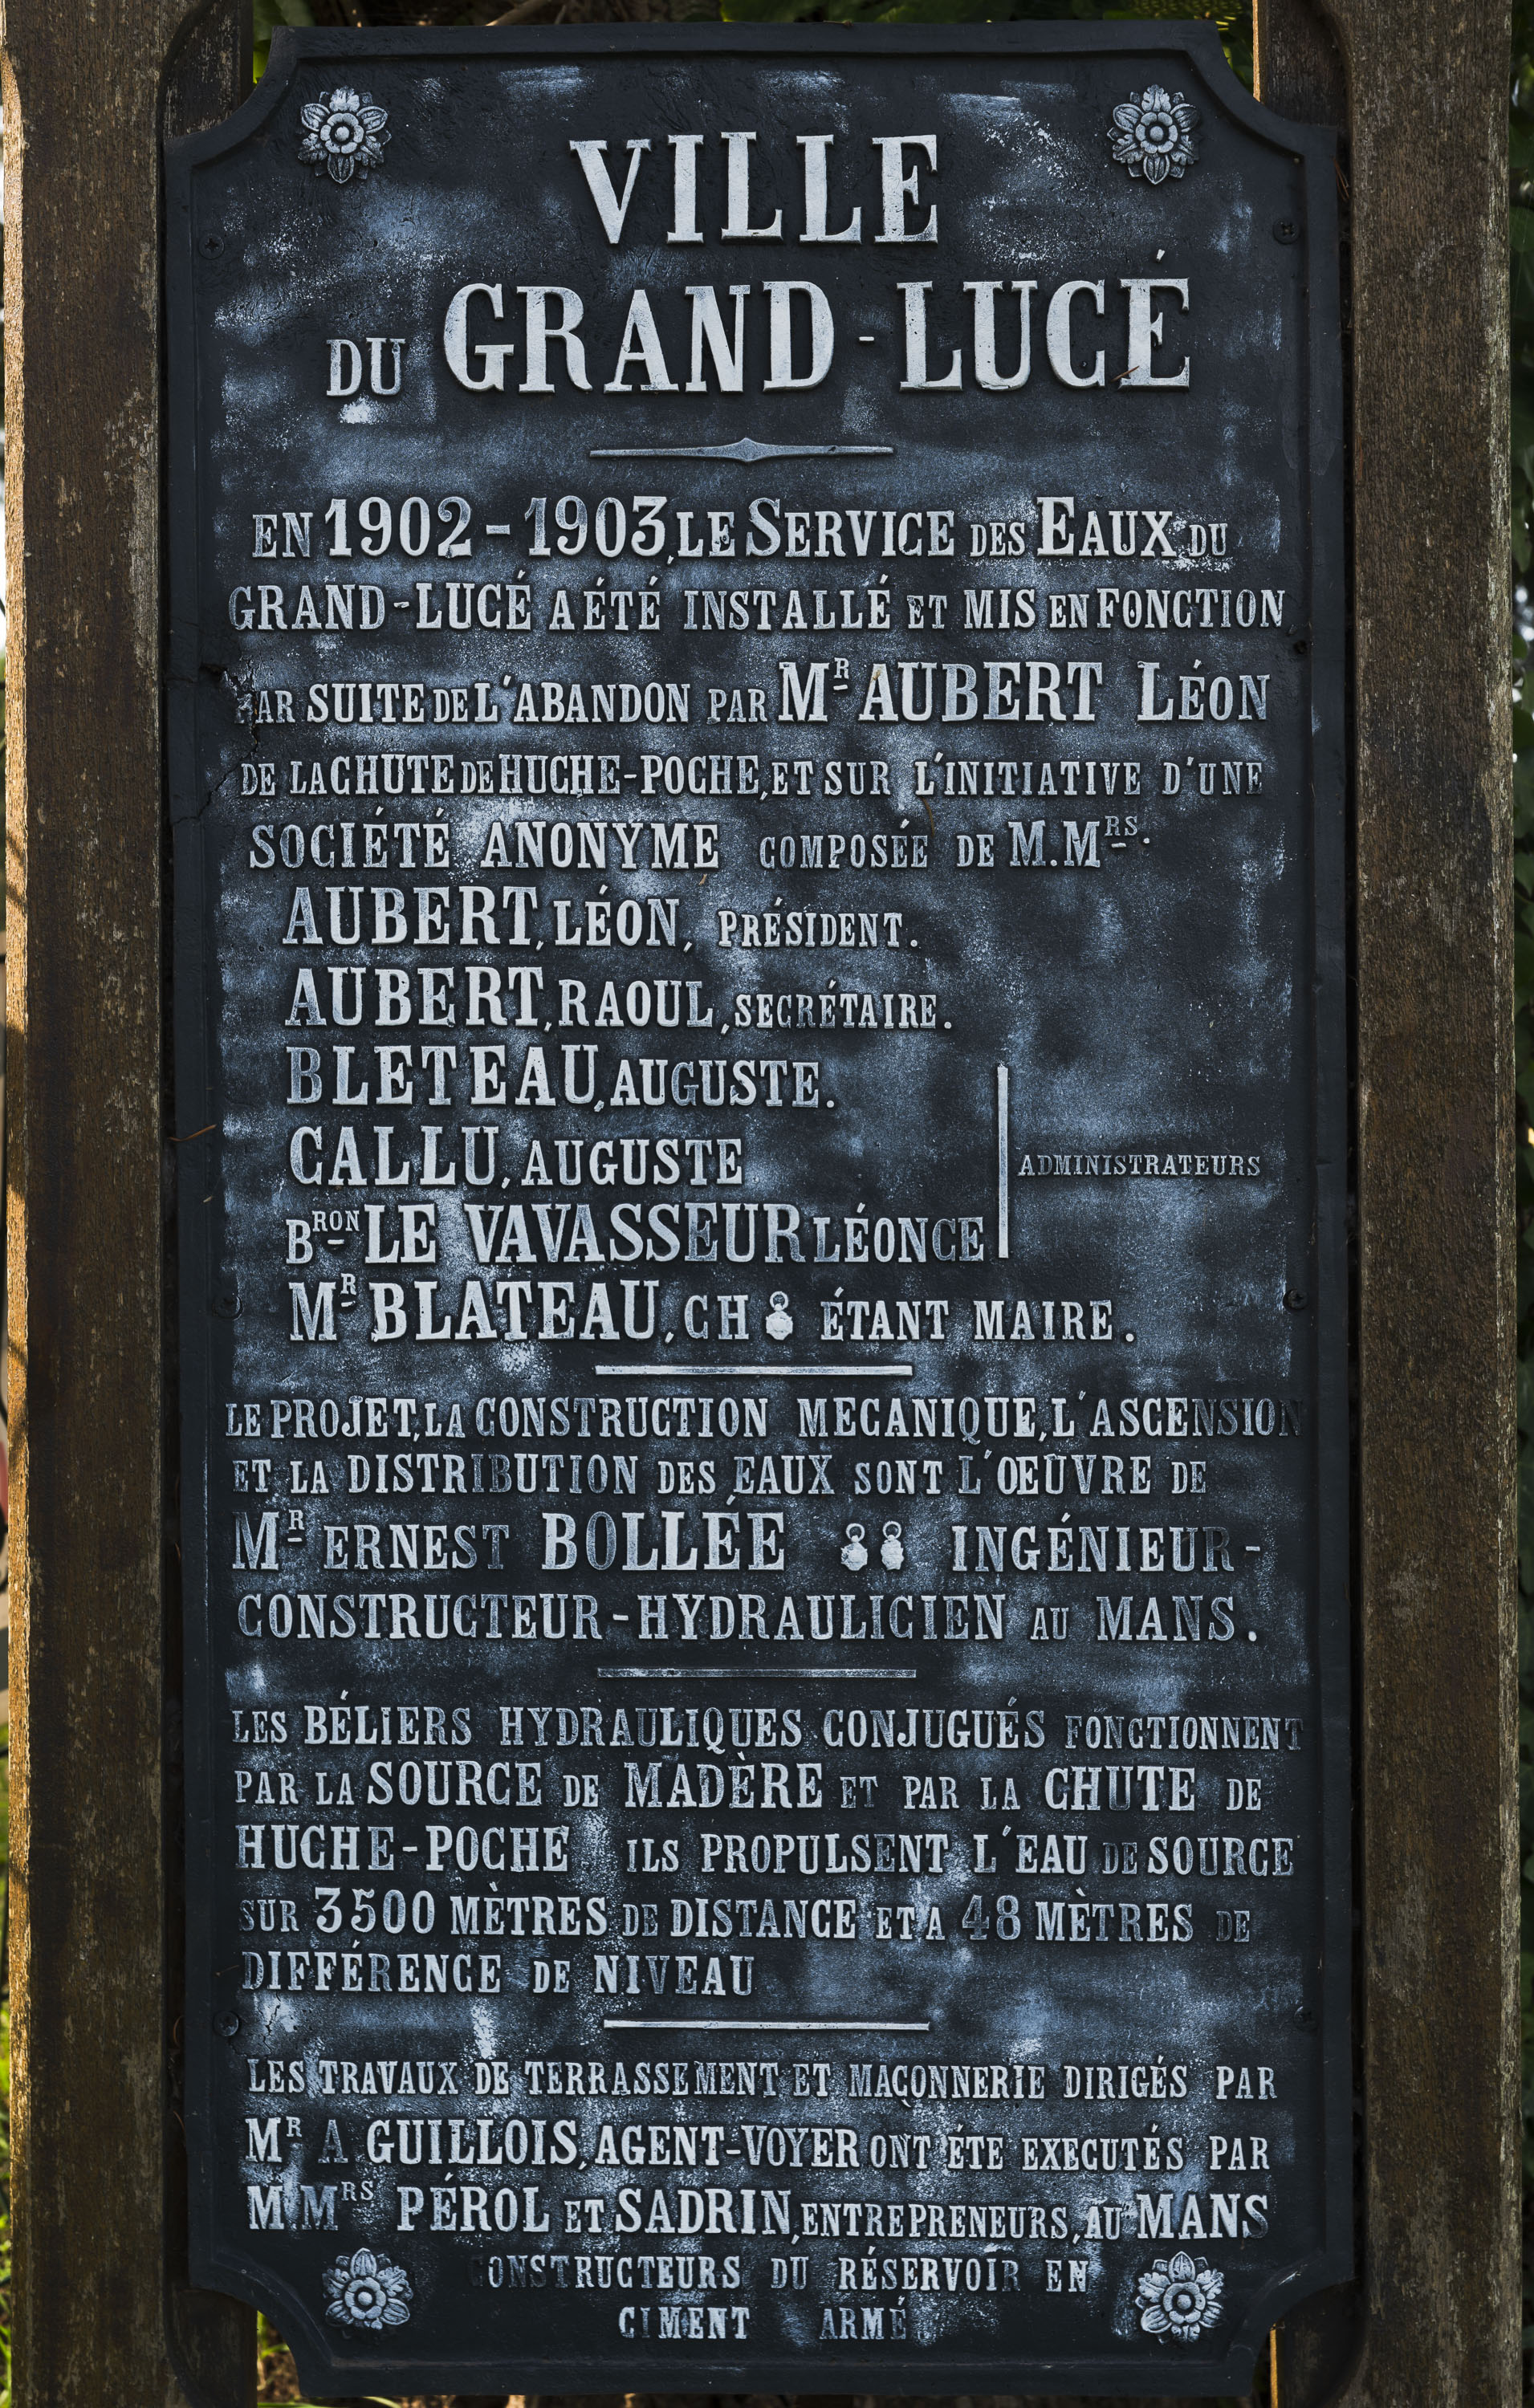 VILLE
DU GRAND-LUCÉ
EN 1902-1903, LE SERVICE DES EAUX DU
GRAND-LUCÉ A ÉTÉ INSTALLÉ ET MIS EN FONCTION
PAR SUITE DE L'ABANDON PAR MR AUBERT LÉON
DE LA CHUTE DE HUCHE-POCHE, ET SUR L'INITIATIVE D'UNE
SOCIÉTÉ ANONYME COMPOSÉE DE M.MRS.
AUBERT, LÉON, PRÉSIDENT.
AUBERT, RAOUL, SECRÉTAIRE.
BLETEAU, AUGUSTE.
CALLU, AUGUSTE
ADMINISTRATEURS
BRON LE VAVASSEUR LÉONCE
MR BLATEAU, CH ÉTANT MAIRE.
LE PROJET, LA CONSTRUCTION MECANIQUE, L'ASCENSION
ET LA DISTRIBUTION DES EAUX SONT L'ŒUVRE DE
MR ERNEST BOLLÉE INGÉNIEUR-
CONSTRUCTEUR-HYDRAULICIEN AU MANS.
LES BÉLIERS HYDRAULIQUES CONJUGUÉS FONCTIONNENT
PAR LA SOURCE DE MADÈRE ET PAR LA CHUTE DE
HUCHE-POCHE ILS PROPULSENT L'EAU DE SOURCE
SUR 3500 MÈTRES DE DISTANCE ET A 48 MÈTRES DE
DIFFÉRENCE DE NIVEAU
LES TRAVAUX DE TERRASSEMENT ET MAÇONNERIE DIRIGÉS PAR
MR A GUILLOIS, AGENT-VOYER ONT ÉTE EXECUTÉS PAR
MMRS PÉROL ET SADRIN, ENTREPRENEURS, AU MANS
CONSTRUCTEURS DU RÉSERVOIR EN
CIMENT ARMÉ